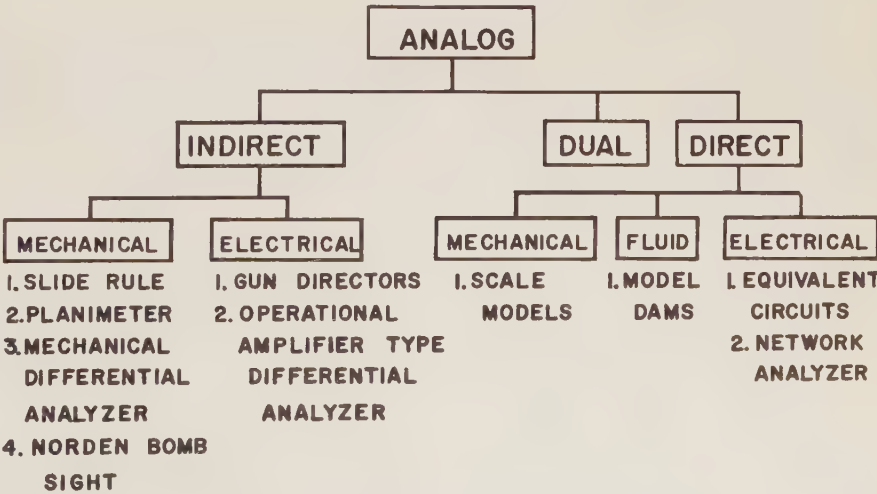 ANALOG
INDIRECT
DUAL
DIRECT
MECHANICAL
1. SLIDE RULE
2. PLANIMETER
3. MECHANICAL
DIFFERENTIAL
ANALYZER
4. NORDEN BOMB
SIGHT
ELECTRICAL
1. GUN DIRECTORS
2. OPERATIONAL
AMPLIFIER TYPE
DIFFERENTIAL
ANALYZER
MECHANICAL
1. SCALE
MODELS
FLUID
1. MODEL
DAMS
ELECTRICAL
1. EQUIVALENT
CIRCUITS
2. NETWORK
ANALYZER